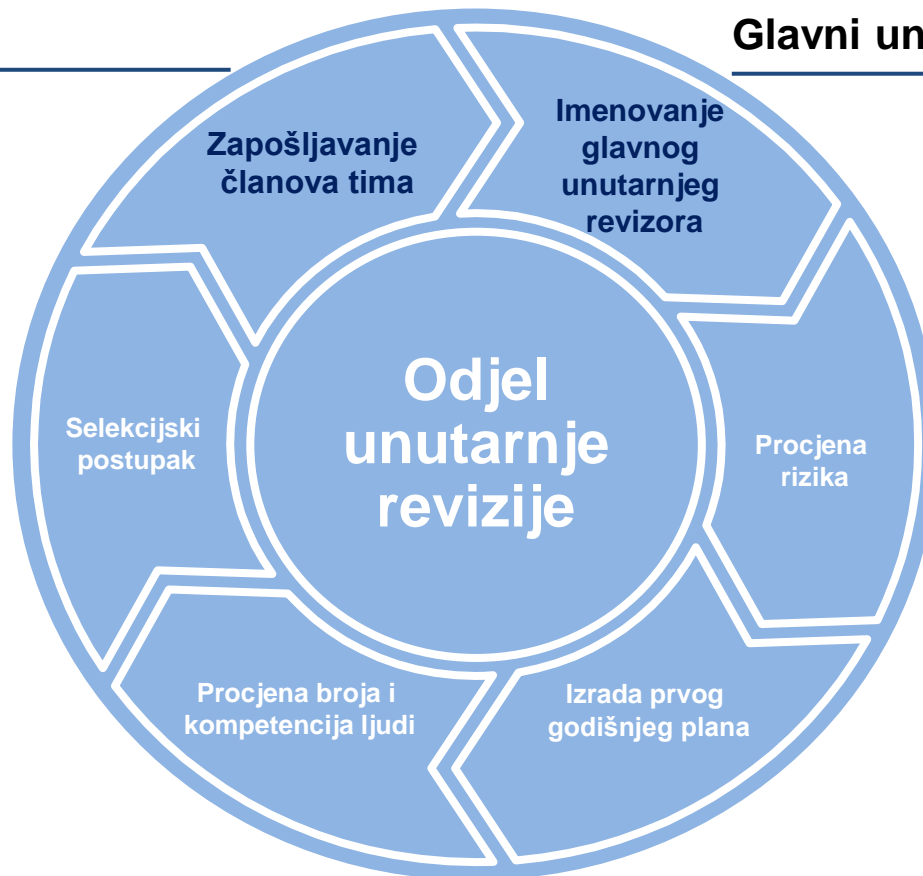 Glavni un
Imenovanje
glavnog
unutarnjeg
revizora
Zapošljavanje
članova tima
Odjel
unutarnje
revizije
Selekcijski
postupak
Procjena
rizika
Procjena broja i
kompetencija ljudi
Izrada prvog
godišnjeg plana